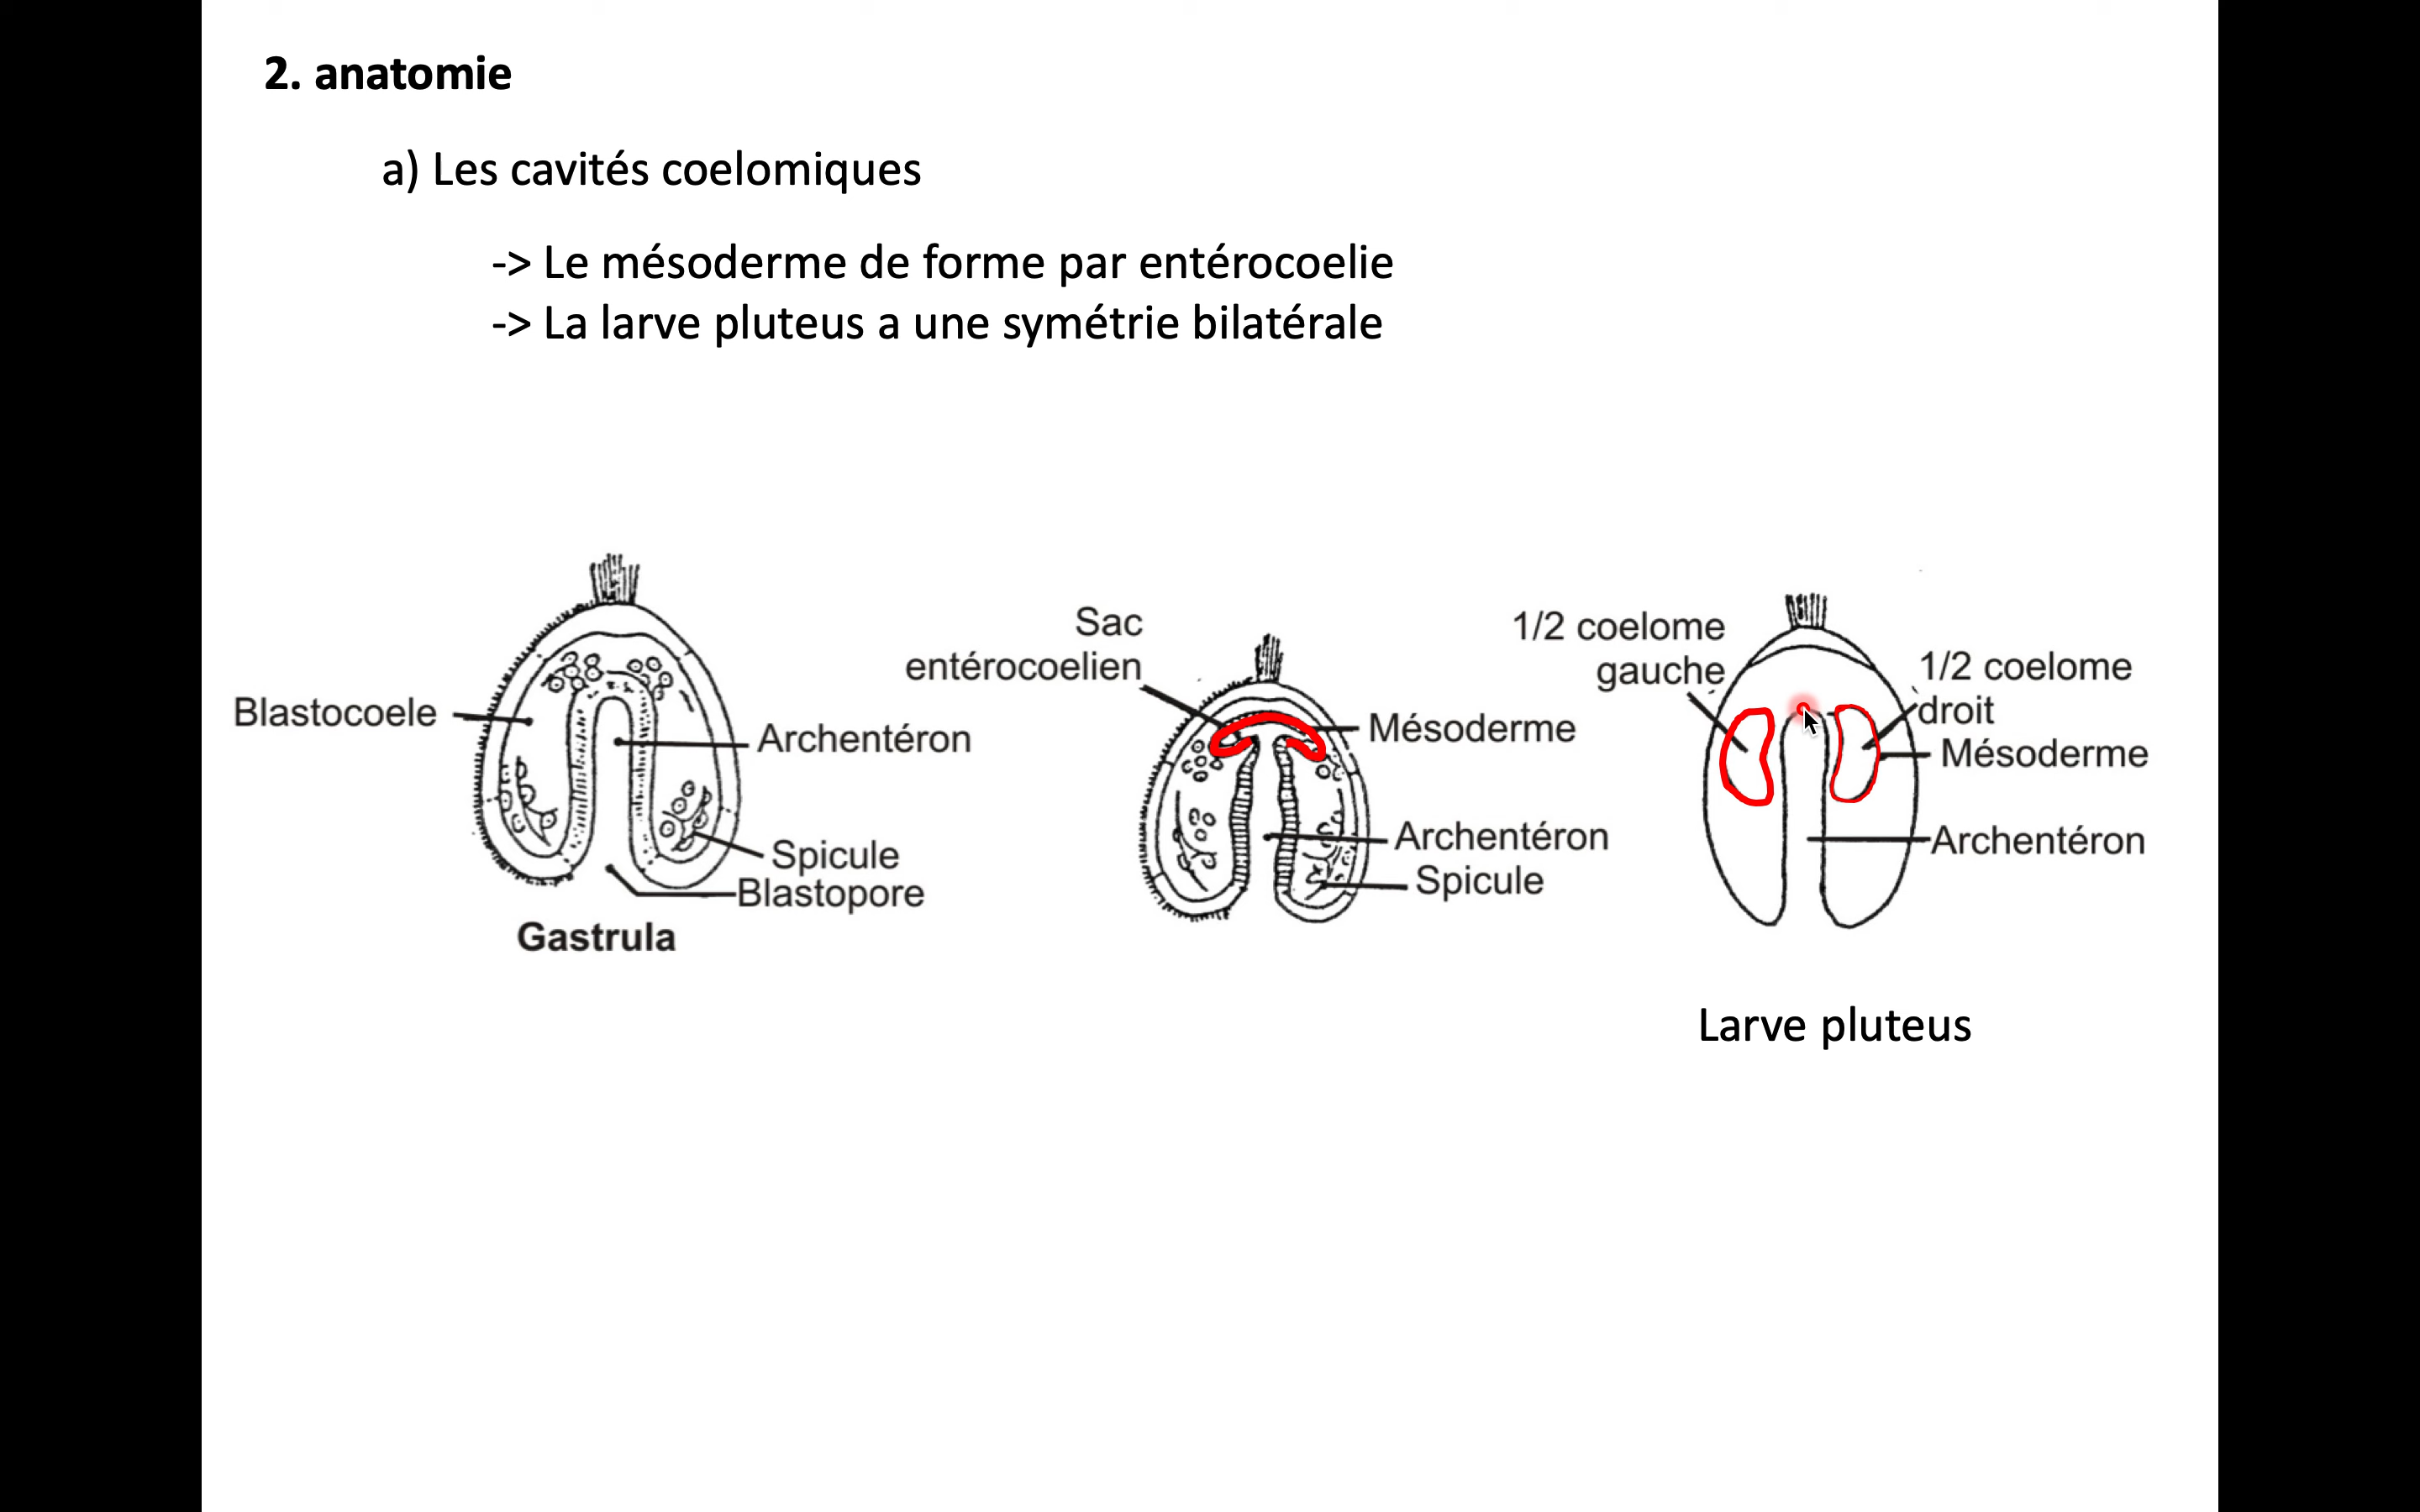 2. anatomie
a) Les cavités coelomiques
-> Le mésoderme de forme par entérocoelie
-> La larve pluteus a une symétrie bilatérale
Blastocoele
Archentéron
Spicule
Blastopore
Gastrula
Sac
entérocoelien
Mésoderme
Archentéron
Spicule
1/2 coelome
gauche
1/2 coelome
droit
Mésoderme
Archentéron
Larve pluteus